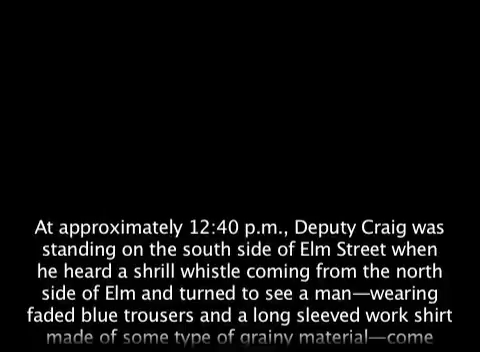 At approximately 12:40 p.m., Deputy Craig was
standing on the south side of Elm Street when
he heard a shrill whistle coming from the north
side of Elm and turned to see a man—wearing
faded blue trousers and a long sleeved work shirt
made of some type of grainy material—come